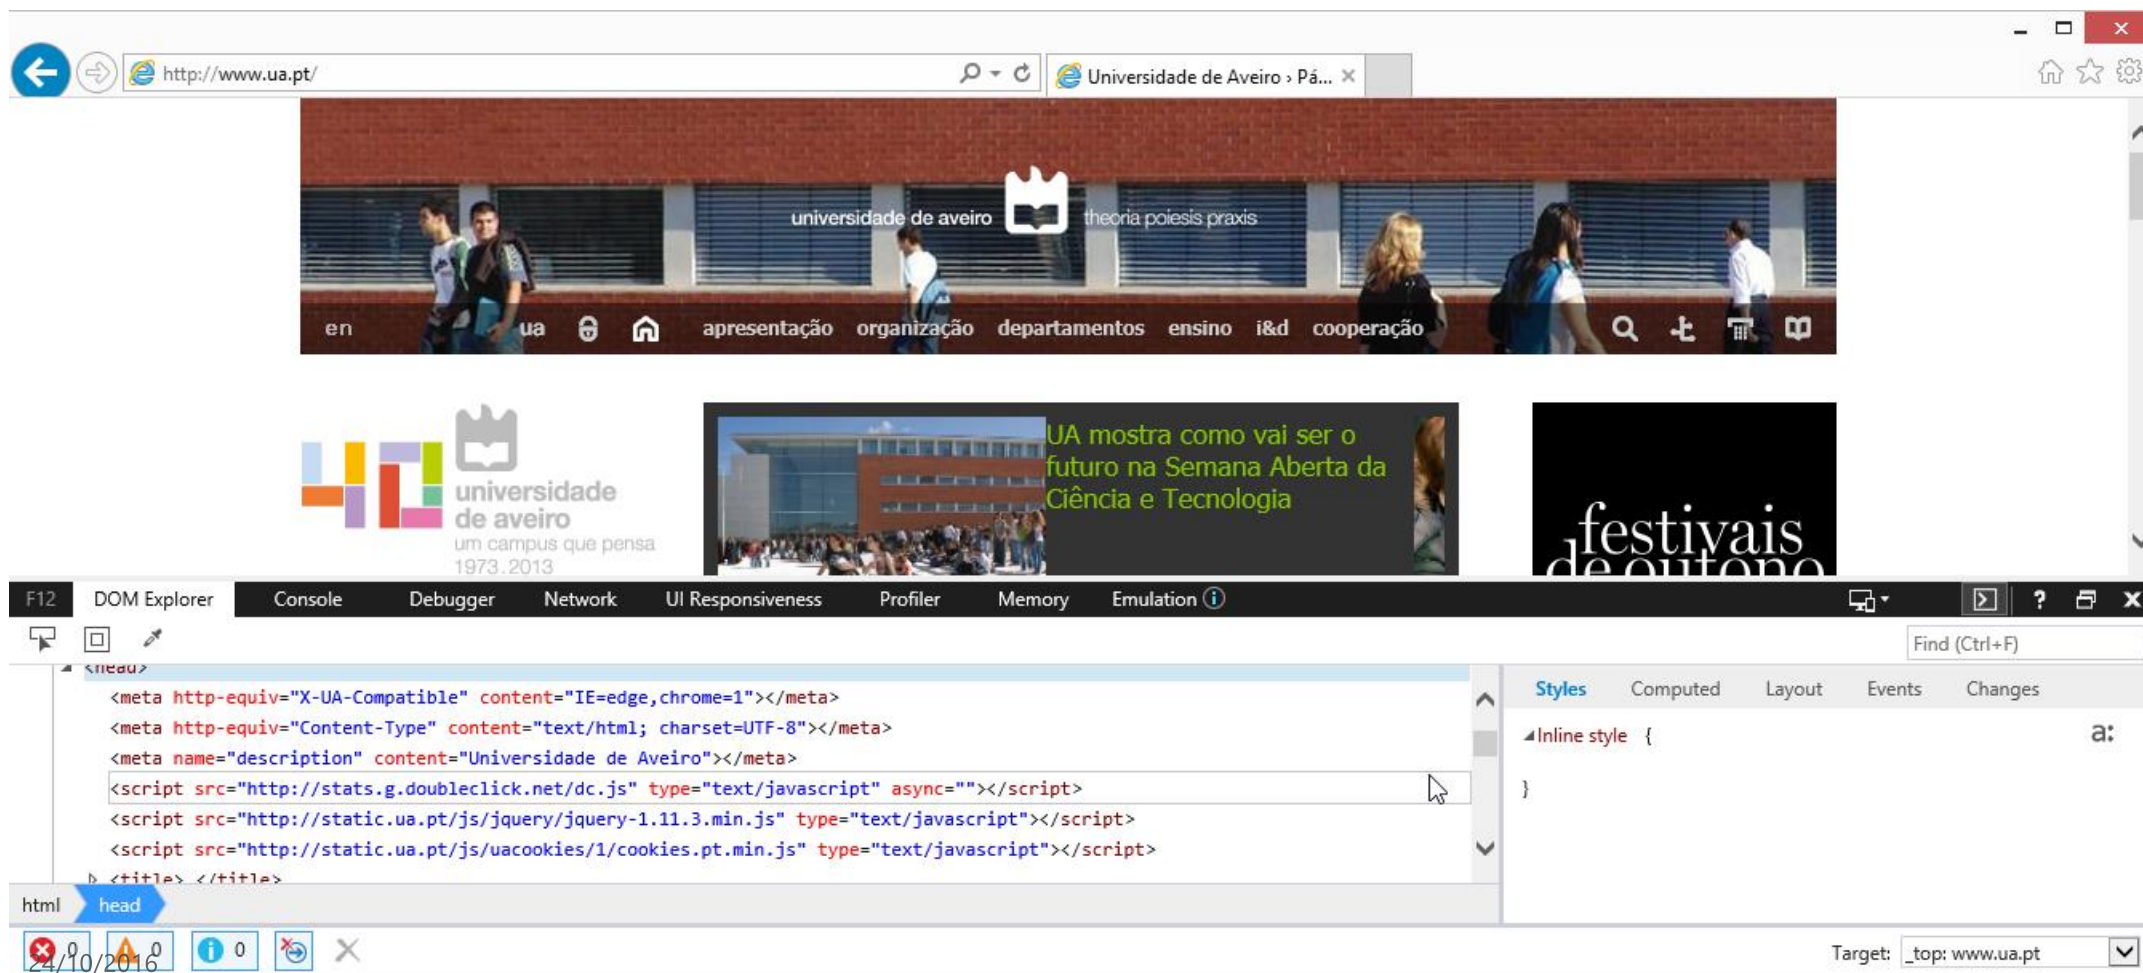 http://www.ua.pt/
Universidade de Aveiro › Pá...
universidade de aveiro
theoria poiesis praxis
en ua apresentação organização departamentos ensino i&d cooperação
universidade
de aveiro
um campus que pensa
1973.2013
UA mostra como vai ser o
futuro na Semana Aberta da
Ciência e Tecnologia
festivais
de outono
F12 DOM Explorer Console Debugger Network UI Responsiveness Profiler Memory Emulation
?
Find (Ctrl+F)
<head>
<meta http-equiv="X-UA-Compatible" content="IE=edge,chrome=1"></meta>
<meta http-equiv="Content-Type" content="text/html; charset=UTF-8"></meta>
<meta name="description" content="Universidade de Aveiro"></meta>
<script src="http://stats.g.doubleclick.net/dc.js" type="text/javascript" async=""></script>
<script src="http://static.ua.pt/js/jquery/jquery-1.11.3.min.js" type="text/javascript"></script>
<script src="http://static.ua.pt/js/uacookies/1/cookies.pt.min.js" type="text/javascript"></script>
<title> </title>
Styles Computed Layout Events Changes
Inline style {
a:
}
html head
0 0 0
24/10/2016
Target: _top: www.ua.pt